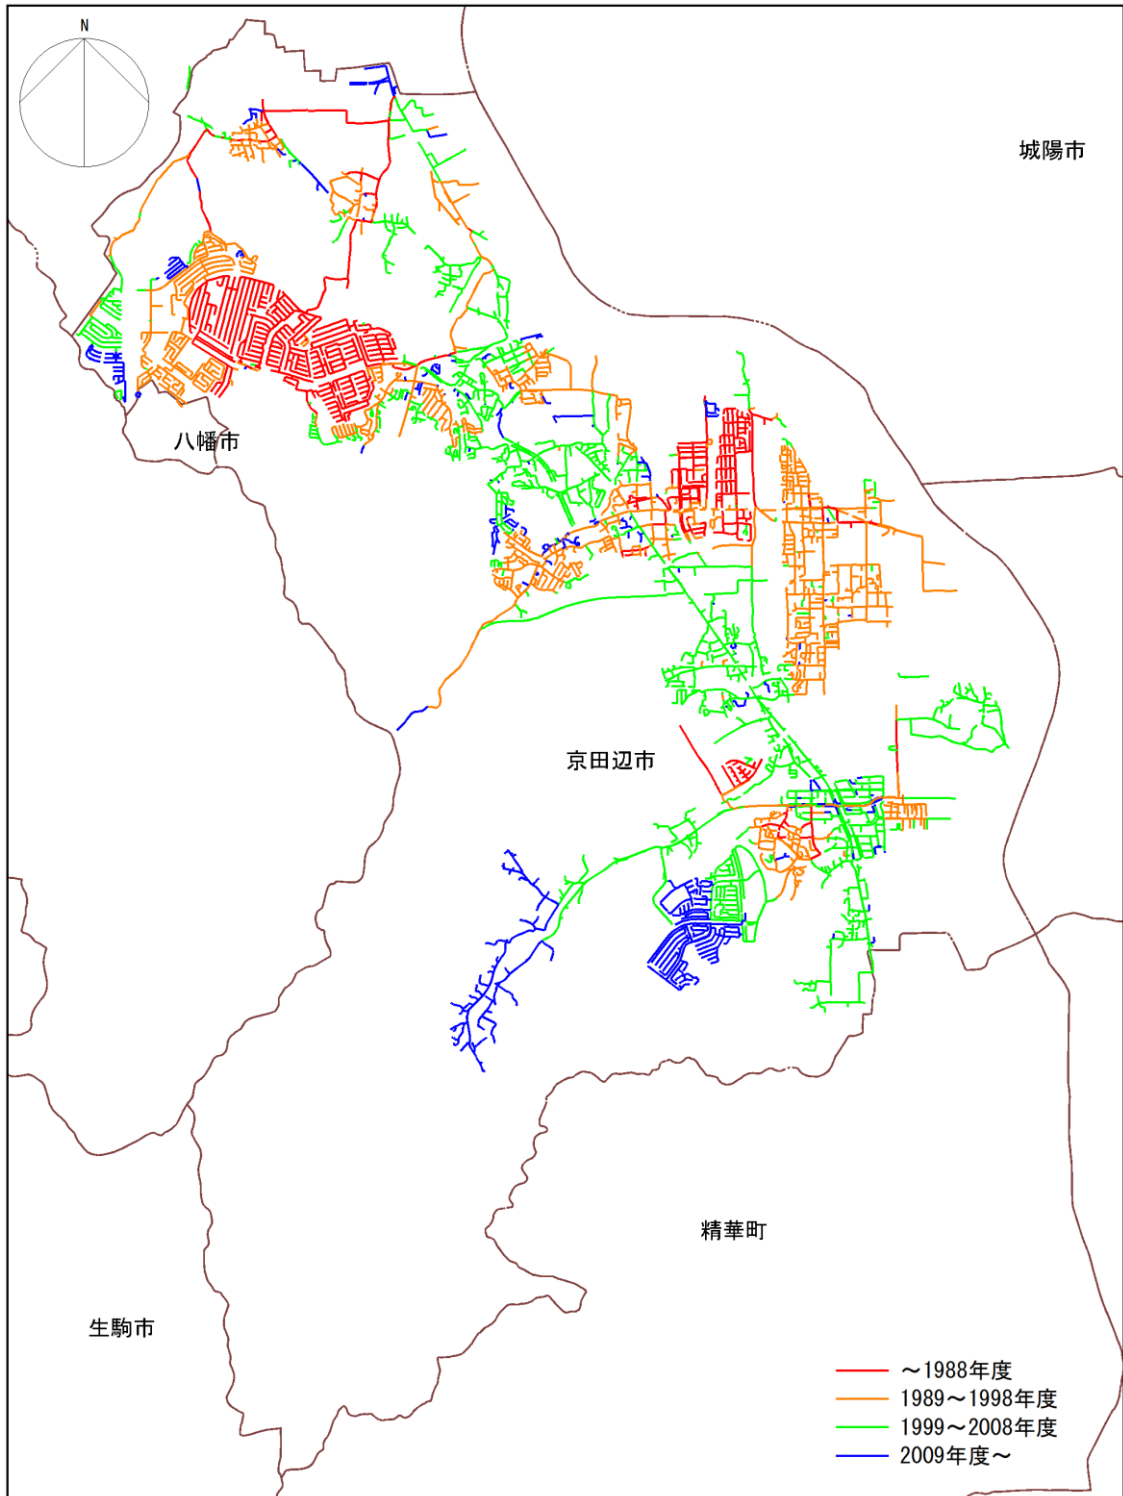 N
城陽市
八幡市
京田辺市
精華町
生駒市
～1988年度
1989～1998年度
1999～2008年度
2009年度～